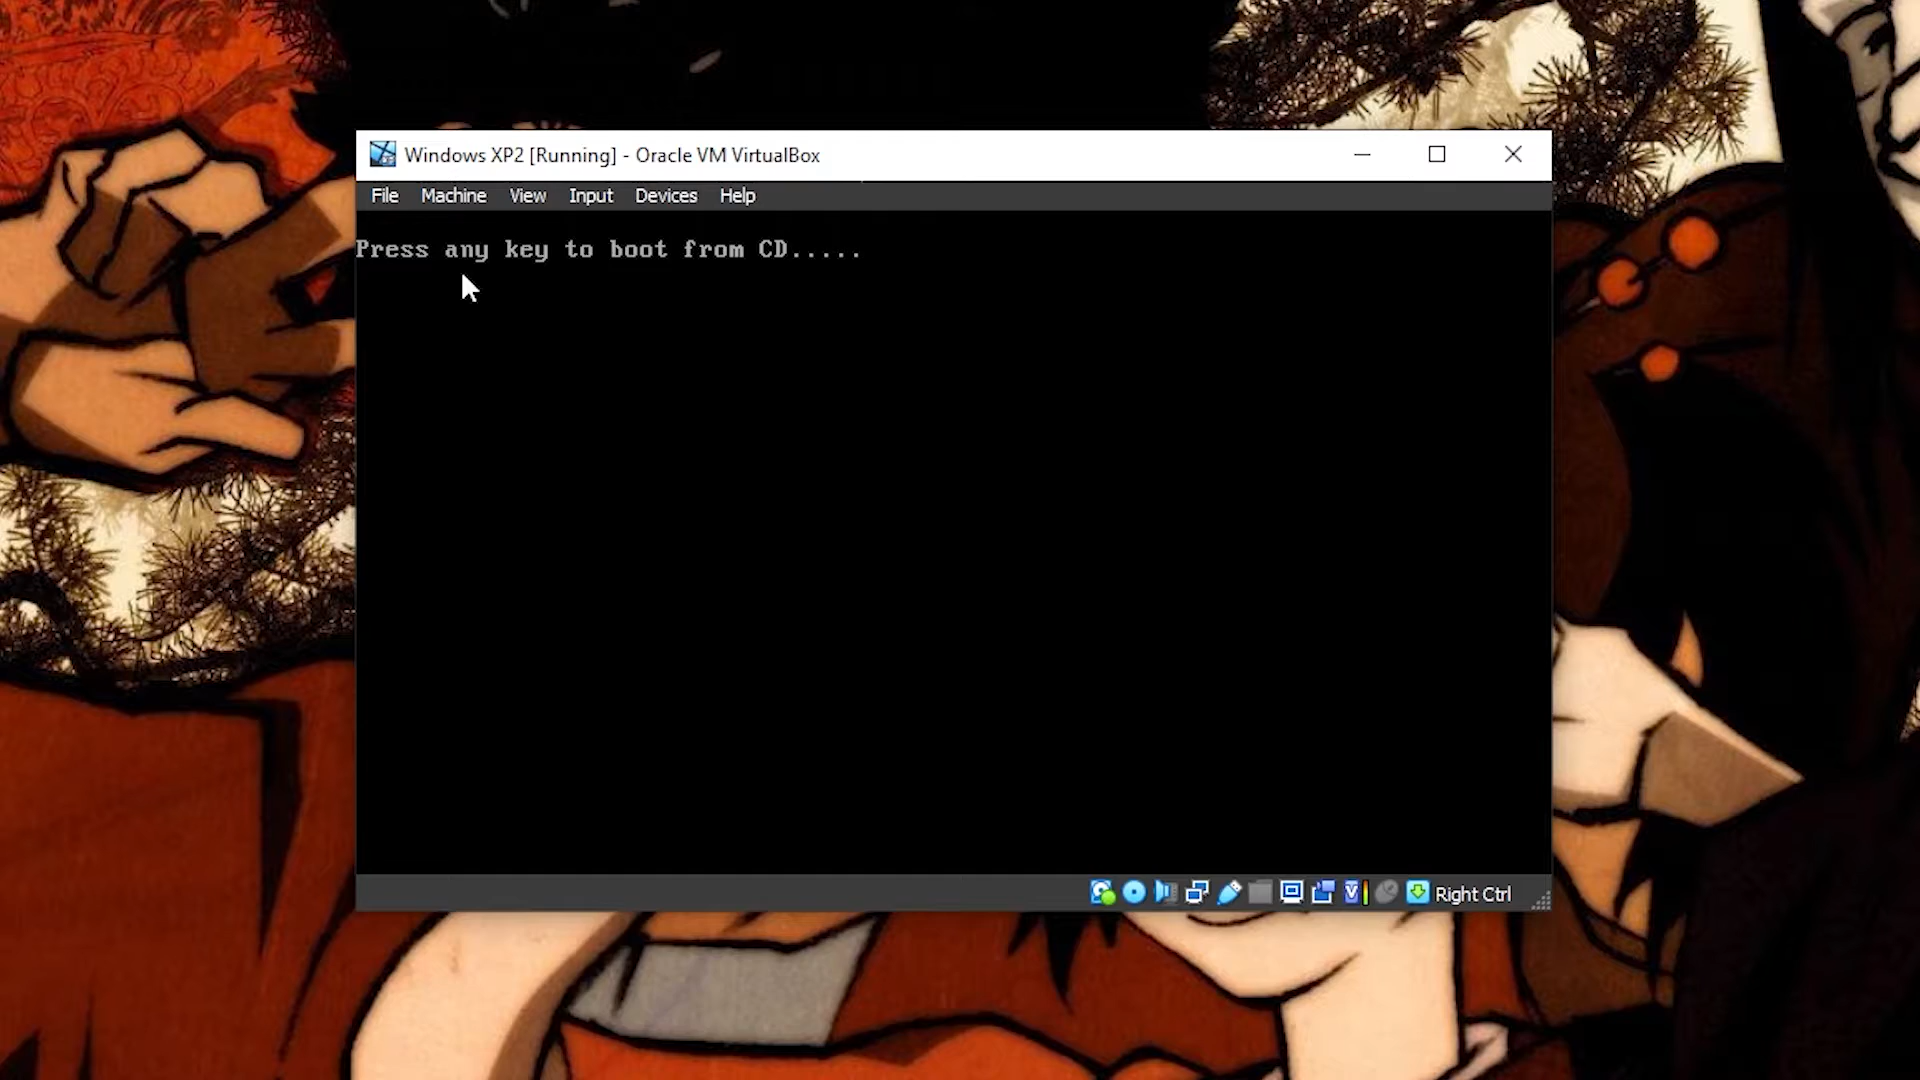 Windows XP2 [Running] - Oracle VM VirtualBox
File Machine View Input Devices Help
Press any key to boot from CD.....
Right Ctrl